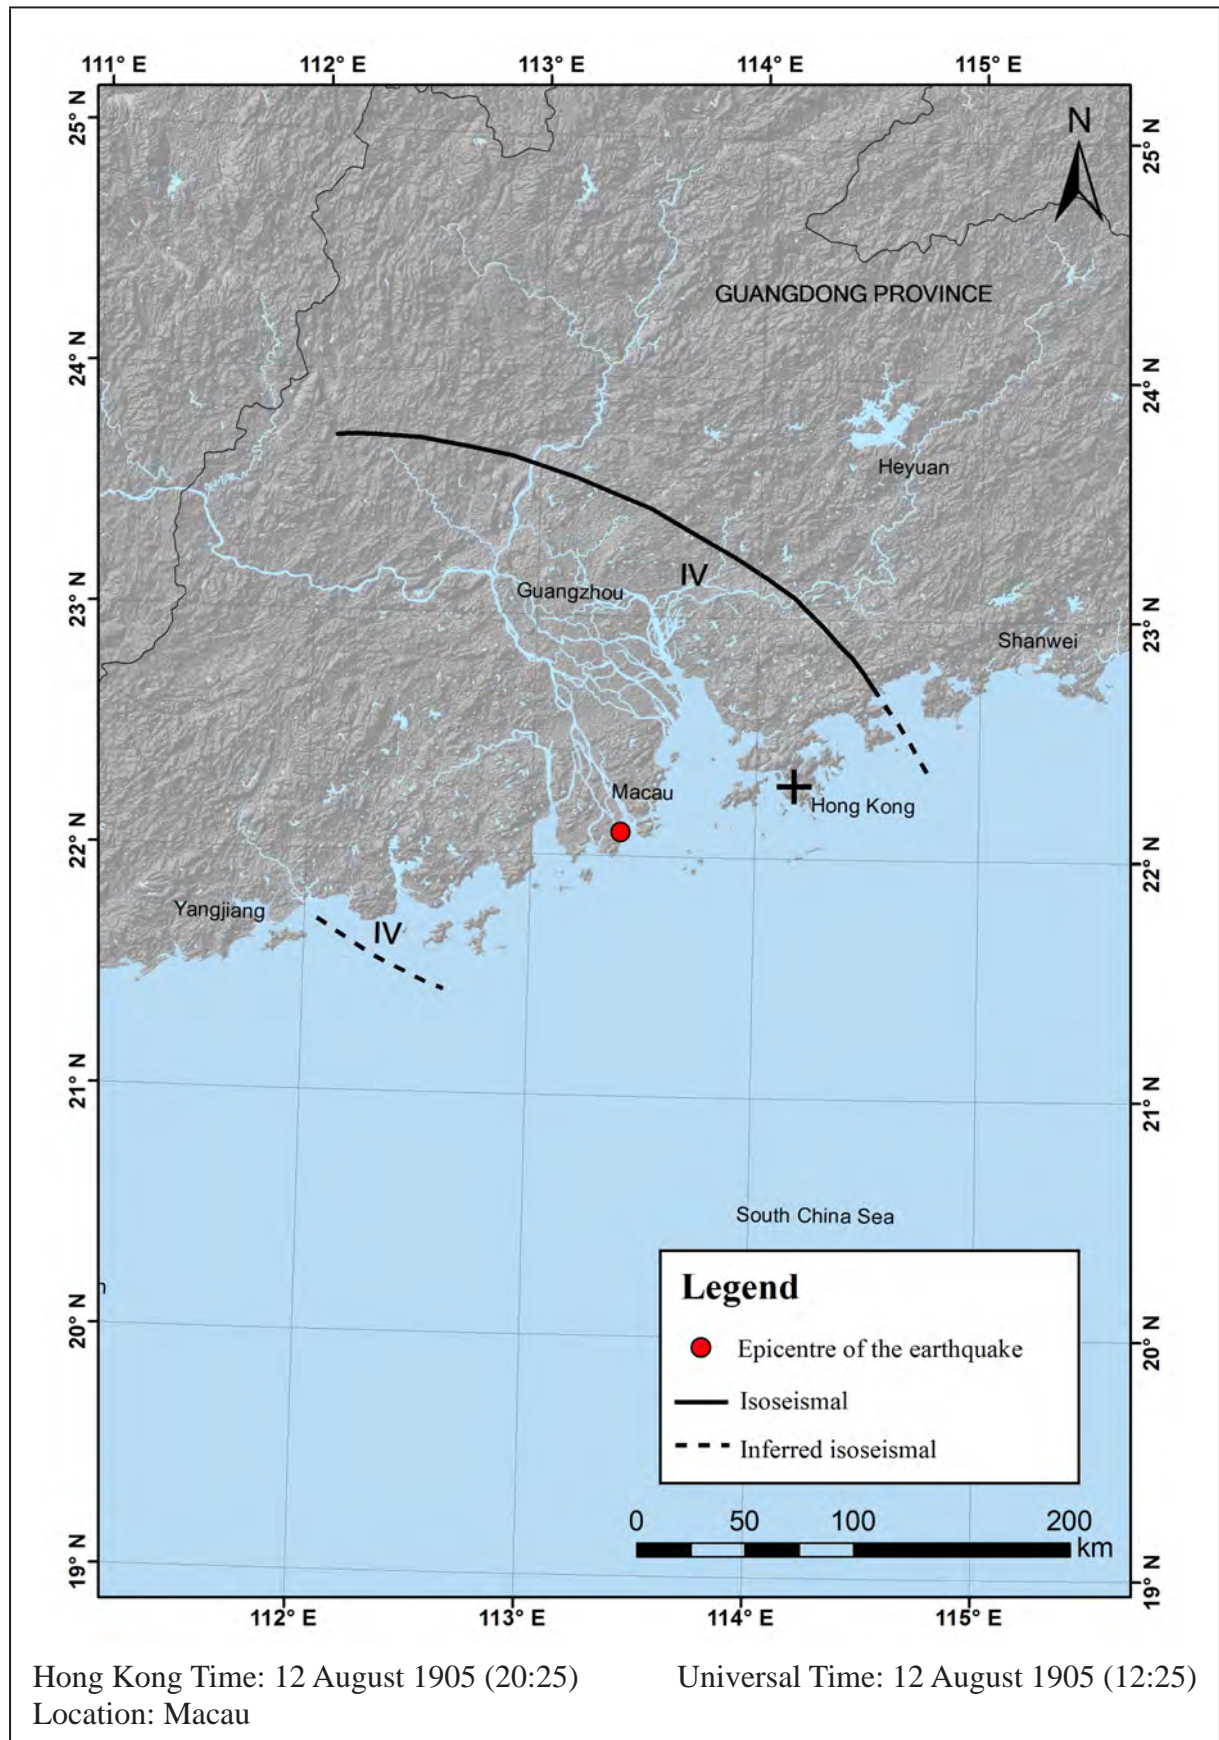 111° E 112° E 113° E 114° E 115° E
25° N
25° N
N
GUANGDONG PROVINCE
24° N
24° N
Heyuan
IV
Guangzhou
23° N
23° N
Shanwei
Macau
Hong Kong
22° N
22° N
Yangjiang
IV
21° N
21° N
South China Sea
Legend
Epicentre of the earthquake
Isoseismal
Inferred isoseismal
20° N
20° N
0 50 100 200
km
19° N
19° N
112° E 113° E 114° E 115° E
Hong Kong Time: 12 August 1905 (20:25) Universal Time: 12 August 1905 (12:25)
Location: Macau